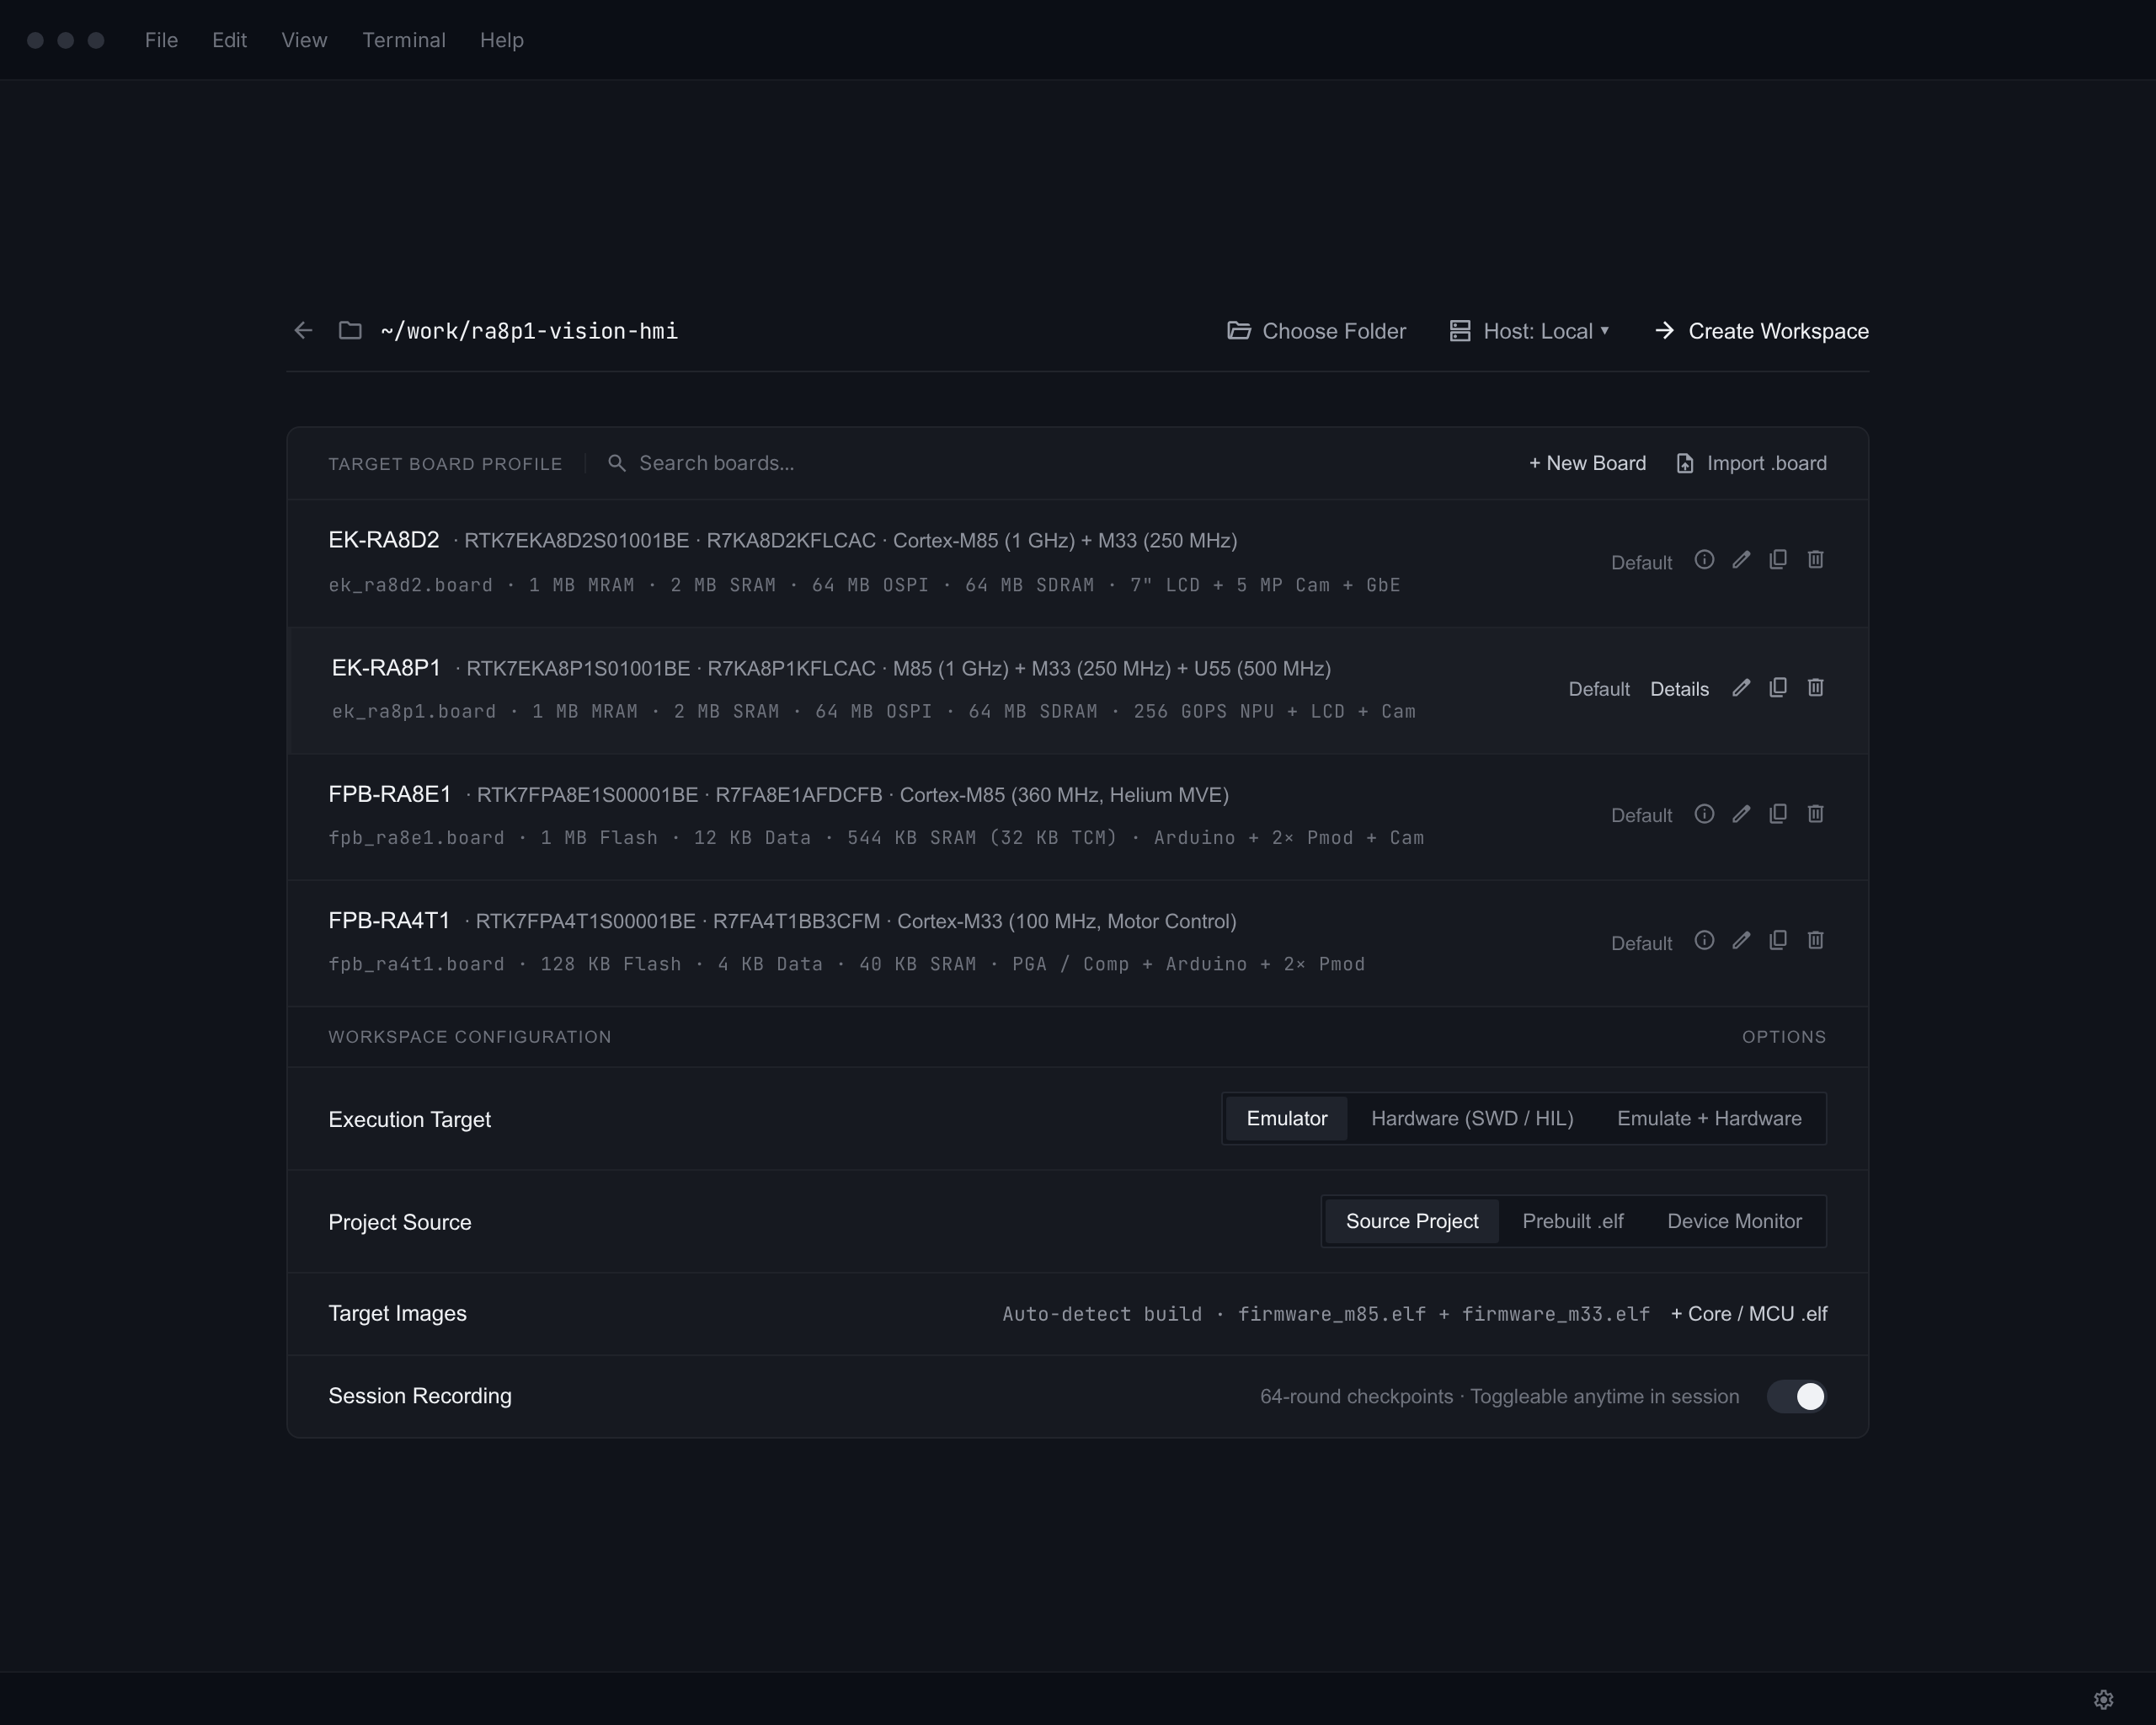 File Edit View Terminal Help
~/work/ra8p1-vision-hmi Choose Folder Host: Local ▾ Create Workspace
TARGET BOARD PROFILE Search boards... + New Board Import .board
EK-RA8D2 · RTK7EKA8D2S01001BE · R7KA8D2KFLCAC · Cortex-M85 (1 GHz) + M33 (250 MHz)
Default
ek_ra8d2.board · 1 MB MRAM · 2 MB SRAM · 64 MB OSPI · 64 MB SDRAM · 7" LCD + 5 MP Cam + GbE
EK-RA8P1 · RTK7EKA8P1S01001BE · R7KA8P1KFLCAC · M85 (1 GHz) + M33 (250 MHz) + U55 (500 MHz)
Default Details
ek_ra8p1.board · 1 MB MRAM · 2 MB SRAM · 64 MB OSPI · 64 MB SDRAM · 256 GOPS NPU + LCD + Cam
FPB-RA8E1 · RTK7FPA8E1S00001BE · R7FA8E1AFDCFB · Cortex-M85 (360 MHz, Helium MVE)
Default
fpb_ra8e1.board · 1 MB Flash · 12 KB Data · 544 KB SRAM (32 KB TCM) · Arduino + 2× Pmod + Cam
FPB-RA4T1 · RTK7FPA4T1S00001BE · R7FA4T1BB3CFM · Cortex-M33 (100 MHz, Motor Control)
Default
fpb_ra4t1.board · 128 KB Flash · 4 KB Data · 40 KB SRAM · PGA / Comp + Arduino + 2× Pmod
WORKSPACE CONFIGURATION OPTIONS
Execution Target Emulator Hardware (SWD / HIL) Emulate + Hardware
Project Source Source Project Prebuilt .elf Device Monitor
Target Images Auto-detect build · firmware_m85.elf + firmware_m33.elf + Core / MCU .elf
Session Recording 64-round checkpoints · Toggleable anytime in session